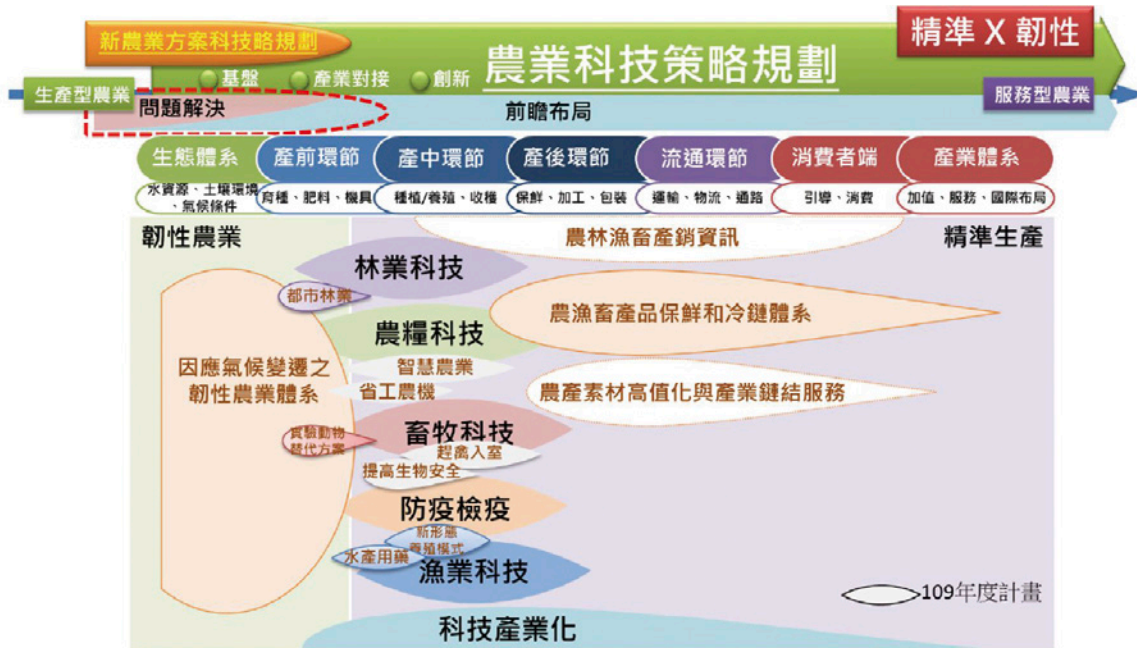 新農業方案科技略規劃
精準 X 韌性
農業科技策略規劃
基盤
產業對接
創新
生產型農業
服務型農業
問題解決
前瞻布局
生態體系
產前環節
產中環節
產後環節
流通環節
消費者端
產業體系
水資源、土壤環境
、氣候條件
育種、肥料、機具
種植/養殖、收穫
保鮮、加工、包裝
運輸、物流、通路
引導、消費
加值、服務、國際布局
韌性農業
農林漁畜產銷資訊
精準生產
林業科技
都市林業
農漁畜產品保鮮和冷鏈體系
農糧科技
因應氣候變遷之
韌性農業體系
智慧農業
省工農機
農產素材高值化與產業鏈結服務
畜牧科技
實驗動物
替代方案
趕禽入室
提高生物安全
防疫檢疫
新形態
養殖模式
水產用藥
漁業科技
109年度計畫
科技產業化